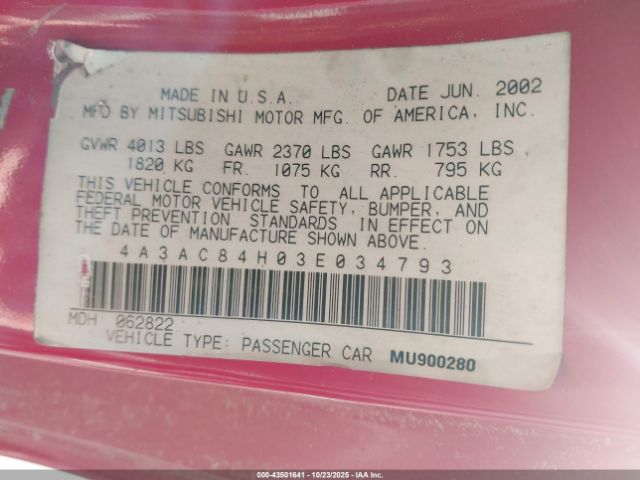 MADE IN U.S.A. DATE JUN. 2002
MFD BY MITSUBISHI MOTOR MFG. OF AMERICA, INC.
GVWR 4013 LBS GAWR 2370 LBS GAWR 1753 LBS
1820 KG FR. 1075 KG RR. 795 KG
THIS VEHICLE CONFORMS TO ALL APPLICABLE
FEDERAL MOTOR VEHICLE SAFETY, BUMPER, AND
THEFT PREVENTION STANDARDS IN EFFECT ON
THE DATE OF MANUFACTURE SHOWN ABOVE.
4A3AC84H03E034793
MDH 062822
VEHICLE TYPE: PASSENGER CAR MU900280
000-43501641 - 10/23/2025 - IAA Inc.